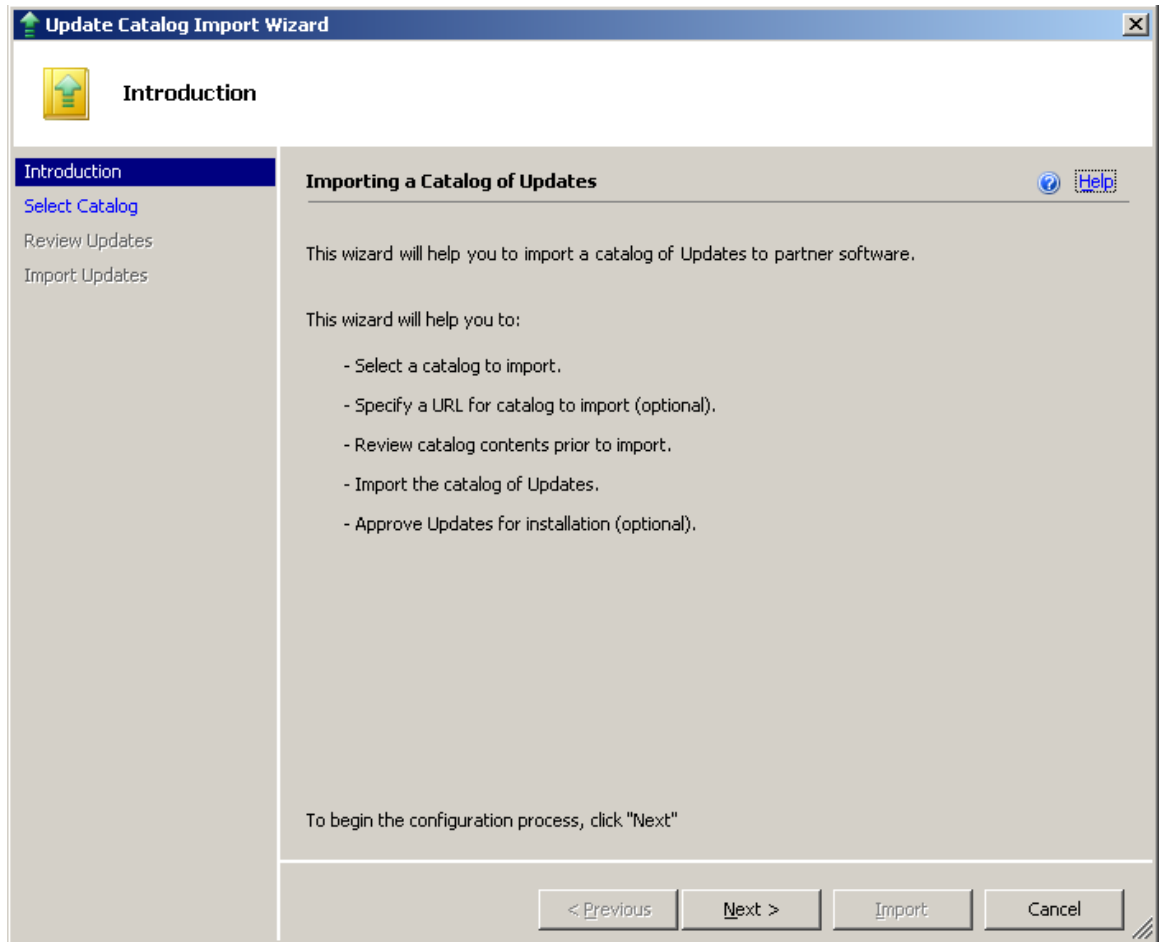 Update Catalog Import Wizard
Introduction
Introduction
Select Catalog
Review Updates
Import Updates
Importing a Catalog of Updates
Help
This wizard will help you to import a catalog of Updates to partner software.
This wizard will help you to:
- Select a catalog to import.
- Specify a URL for catalog to import (optional).
- Review catalog contents prior to import.
- Import the catalog of Updates.
- Approve Updates for installation (optional).
To begin the configuration process, click "Next"
< Previous
Next >
Import
Cancel